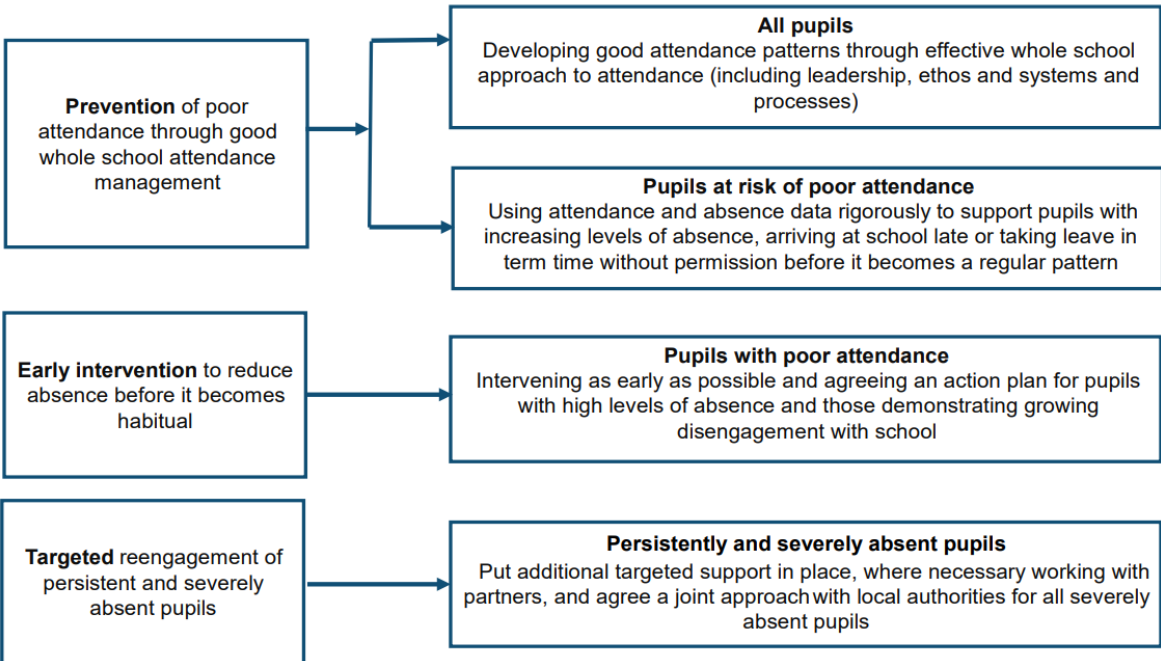 Prevention of poor
attendance through good
whole school attendance
management
All pupils
Developing good attendance patterns through effective whole school
approach to attendance (including leadership, ethos and systems and
processes)
Pupils at risk of poor attendance
Using attendance and absence data rigorously to support pupils with
increasing levels of absence, arriving at school late or taking leave in
term time without permission before it becomes a regular pattern
Early intervention to reduce
absence before it becomes
habitual
Pupils with poor attendance
Intervening as early as possible and agreeing an action plan for pupils
with high levels of absence and those demonstrating growing
disengagement with school
Targeted reengagement of
persistent and severely
absent pupils
Persistently and severely absent pupils
Put additional targeted support in place, where necessary working with
partners, and agree a joint approach with local authorities for all severely
absent pupils